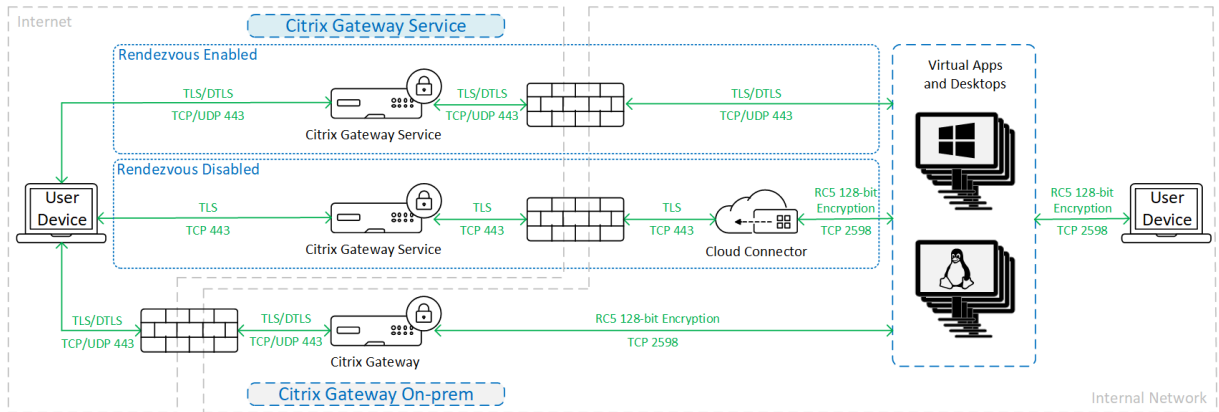 Internet
Citrix Gateway Service
Rendezvous Enabled
TLS/DTLS
TCP/UDP 443
Citrix Gateway Service
TLS/DTLS
TCP/UDP 443
TLS/DTLS
TCP/UDP 443
Virtual Apps
and Desktops
Rendezvous Disabled
User
Device
TLS
TCP 443
Citrix Gateway Service
TLS
TCP 443
TLS
TCP 443
Cloud Connector
RC5 128-bit
Encryption
TCP 2598
RC5 128-bit
Encryption
TCP 2598
User
Device
TLS/DTLS
TCP/UDP 443
TLS/DTLS
TCP/UDP 443
Citrix Gateway
RC5 128-bit Encryption
TCP 2598
Citrix Gateway On-prem
Internal Network